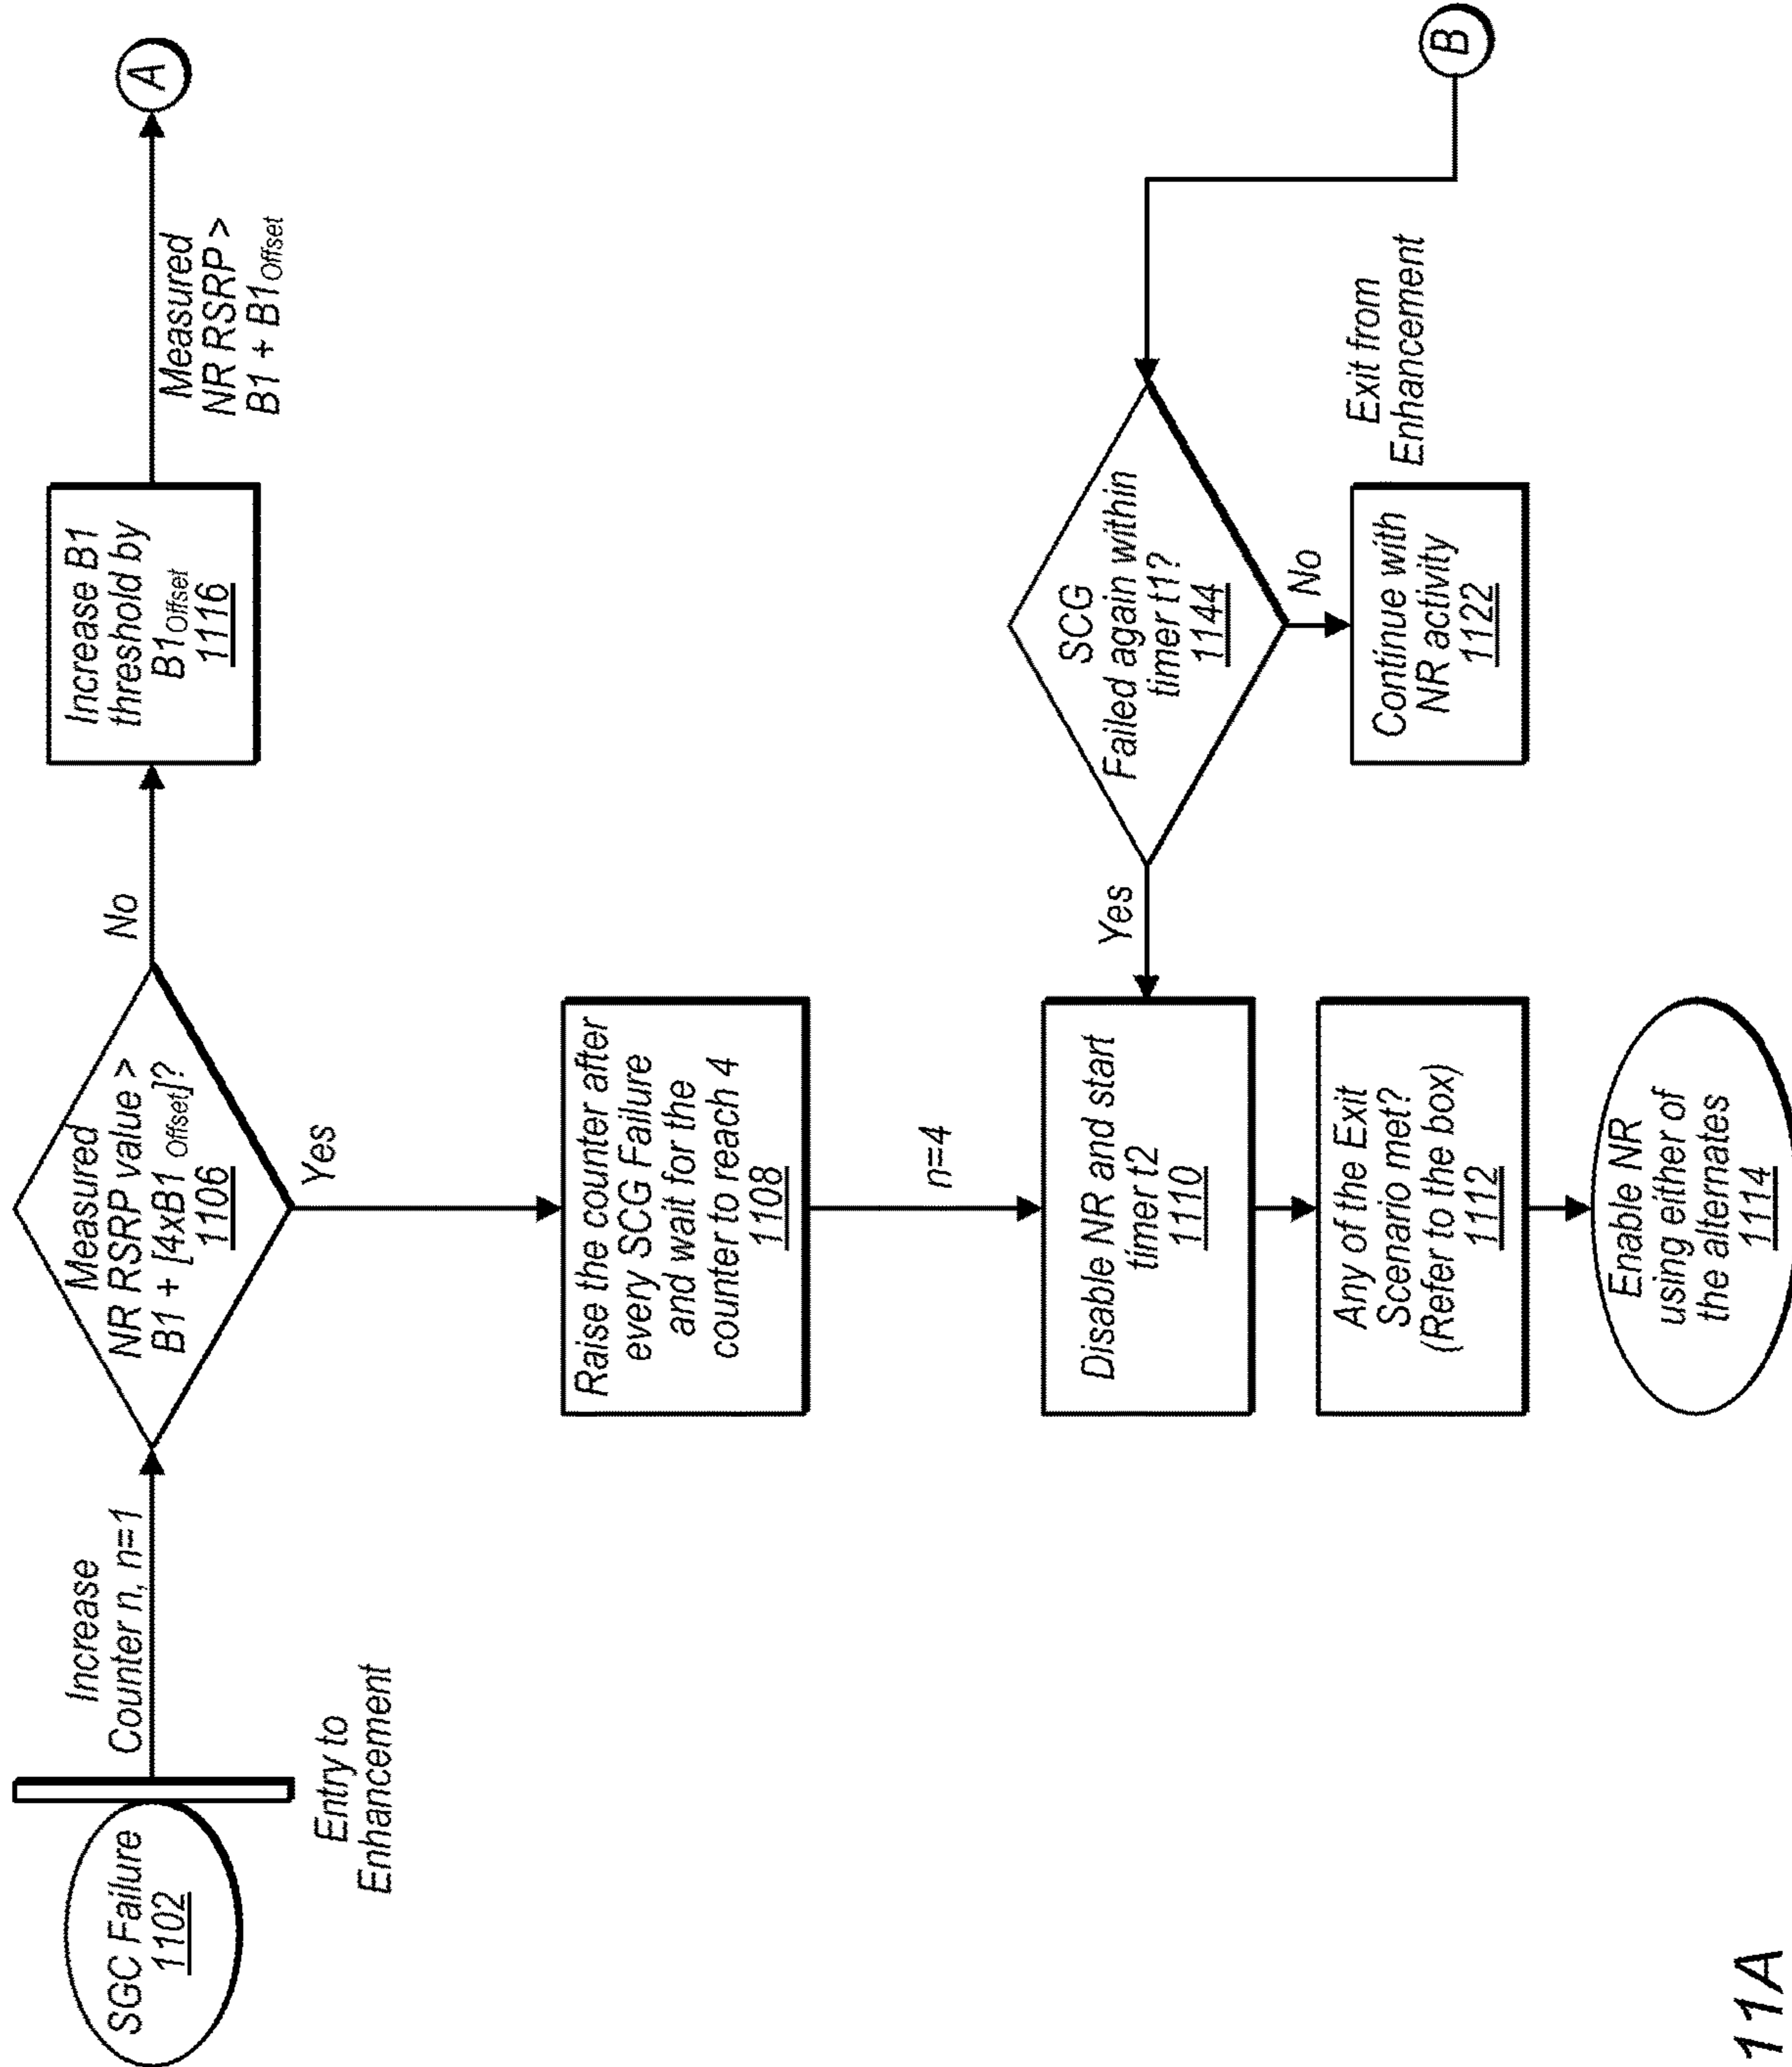 SGC Failure
1102
Entry to
Enhancement
Increase
Counter n, n=1
Measured
NR RSRP value >
B1 + [4xB1 Offset]?
1106
No
Increase B1
threshold by
B1 Offset
1116
Measured
NR RSRP >
B1 + B1 Offset
A
Yes
Raise the counter after
every SCG Failure
and wait for the
counter to reach 4
1108
n=4
Disable NR and start
timer t2
1110
Any of the Exit
Scenario met?
(Refer to the box)
1112
Enable NR
using either of
the alternates
1114
Yes
SCG
Failed again within
timer t1?
1144
No
Continue with
NR activity
1122
Exit from
Enhancement
B
11A